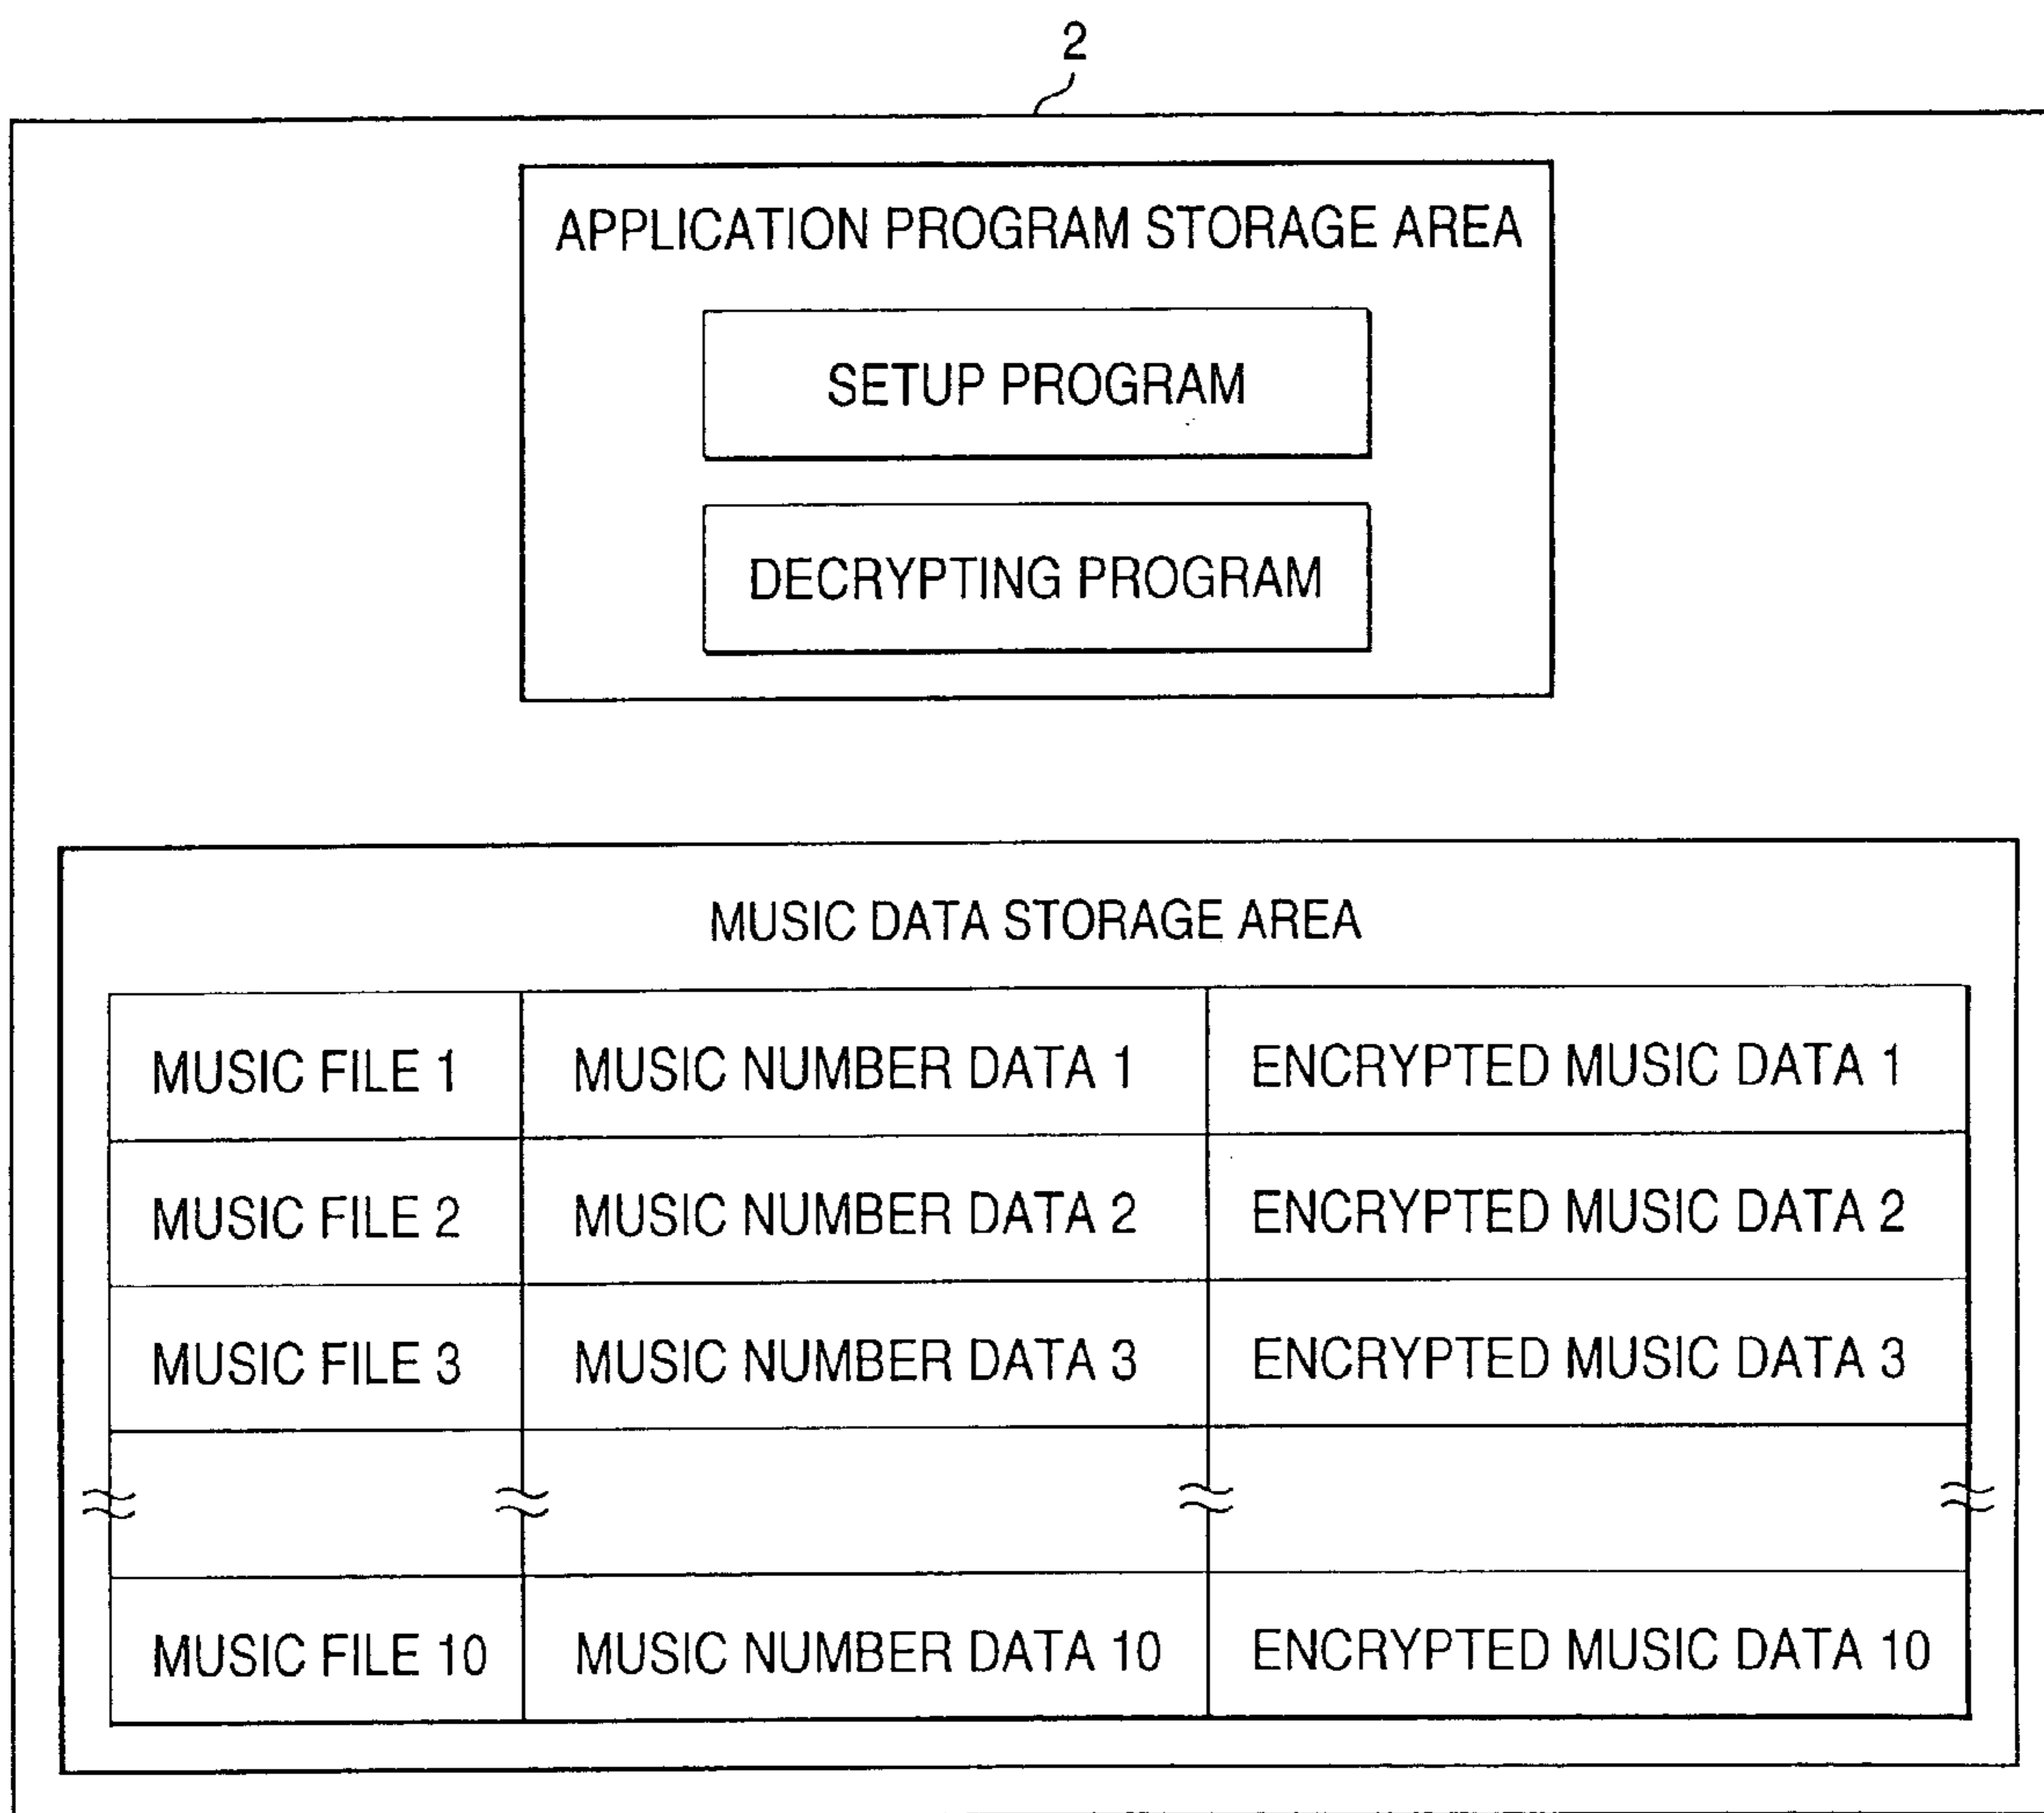 2
APPLICATION PROGRAM STORAGE AREA
SETUP PROGRAM
DECRYPTING PROGRAM
MUSIC DATA STORAGE AREA
MUSIC FILE 1 MUSIC NUMBER DATA 1 ENCRYPTED MUSIC DATA 1
MUSIC FILE 2 MUSIC NUMBER DATA 2 ENCRYPTED MUSIC DATA 2
MUSIC FILE 3 MUSIC NUMBER DATA 3 ENCRYPTED MUSIC DATA 3
MUSIC FILE 10 MUSIC NUMBER DATA 10 ENCRYPTED MUSIC DATA 10